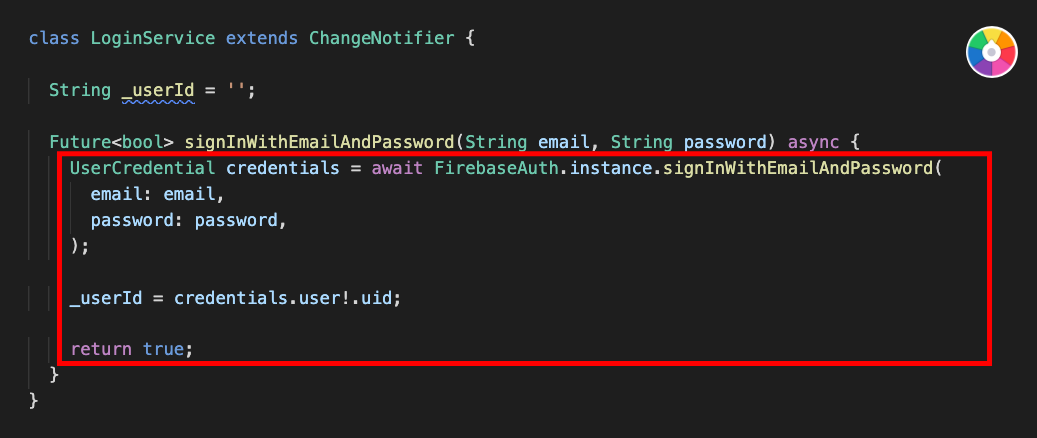 class LoginService extends ChangeNotifier {
String _userId = '';
Future<bool> signInWithEmailAndPassword(String email, String password) async {
UserCredential credentials = await FirebaseAuth.instance.signInWithEmailAndPassword(
email: email,
password: password,
);
_userId = credentials.user!.uid;
return true;
}
}